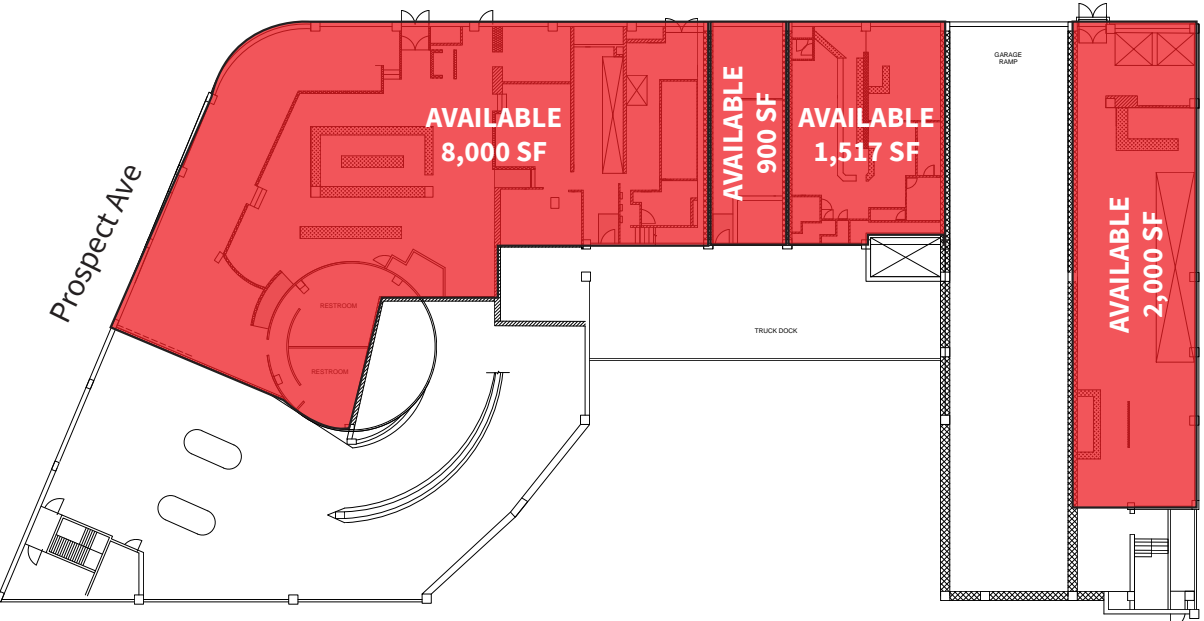 Prospect Ave
AVAILABLE
8,000 SF
AVAILABLE
900 SF
AVAILABLE
1,517 SF
GARAGE
RAMP
AVAILABLE
2,000 SF
RESTROOM
RESTROOM
TRUCK DOCK